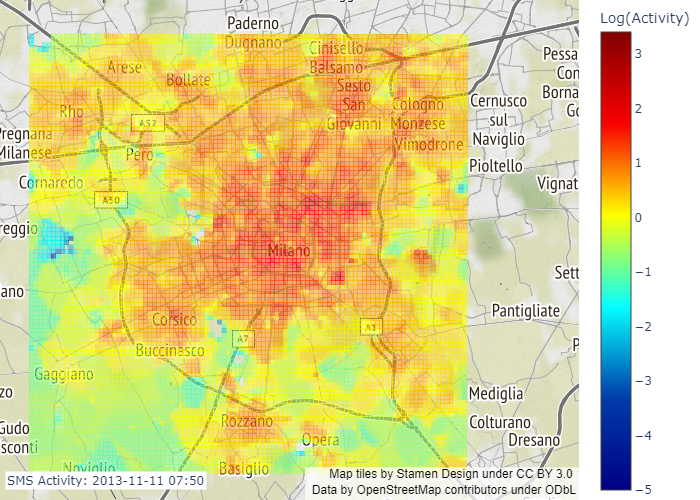 Log(Activity)
Paderno
Dugnano
Cinisello
Balsamo
Arese
Bollate
Sesto
San
Giovanni
Pessa
Con
Borna
Go
Rho
A52
Cologno
Monzese
Vimodrone
Cernusco
sul
Naviglio
Pregnana
Milanese
Pero
Pioltello
Cornaredo
A50
Vignat
reggio
Milano
Sett
ano
Corsico
A7
A1
Pantigliate
Buccinasco
P
Gaggiano
zo
Mediglia
Rozzano
Colturano
Gudo
sconti
Opera
Dresano
Noviglio
Basiglio
SMS Activity: 2013-11-11 07:50
Map tiles by Stamen Design under CC BY 3.0
Data by OpenStreetMap contributors under ODbL
3
2
1
0
−1
−2
−3
−4
−5